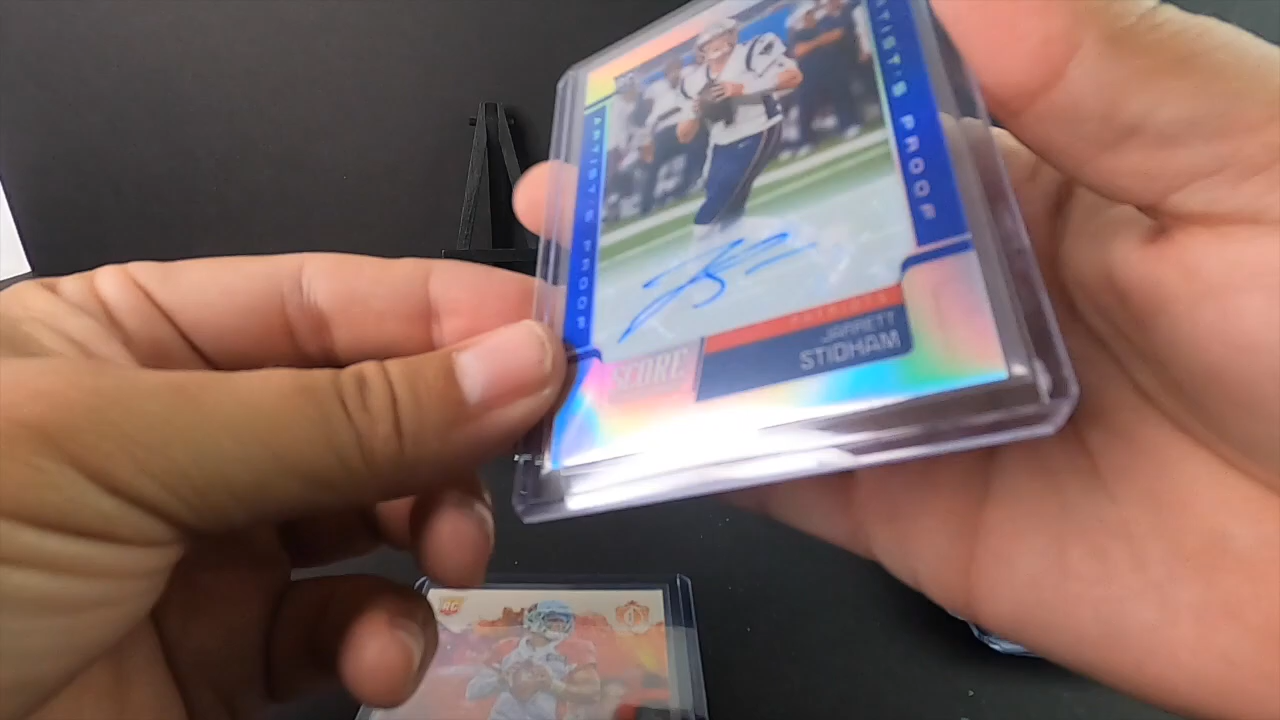 ARTIST'S PROOF
ARTIST'S PROOF
PATRIOTS
JARRETT
STIDHAM
SCORE
RC